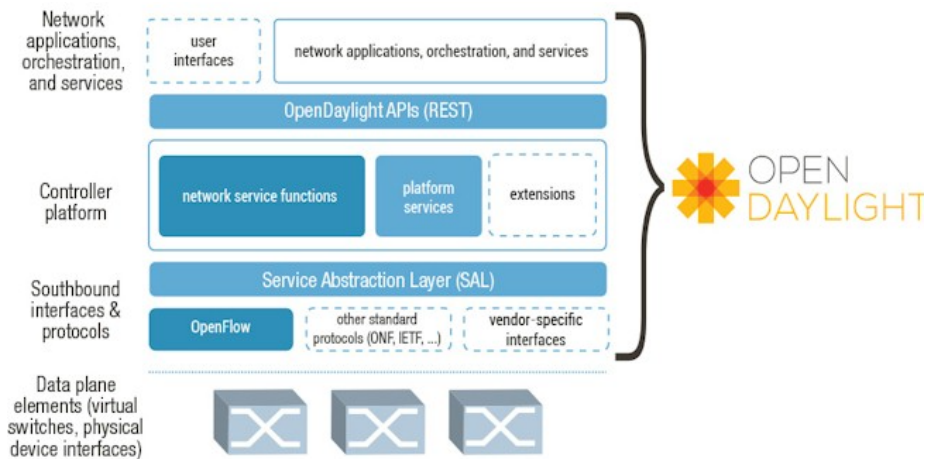 Network
applications,
orchestration,
and services
user
interfaces
network applications, orchestration, and services
OpenDaylight APIs (REST)
Controller
platform
network service functions
platform
services
extensions
Service Abstraction Layer (SAL)
Southbound
interfaces &
protocols
OpenFlow
other standard
protocols (ONF, IETF, ...)
vendor-specific
interfaces
Data plane
elements (virtual
switches, physical
device interfaces)
OPEN
DAYLIGHT